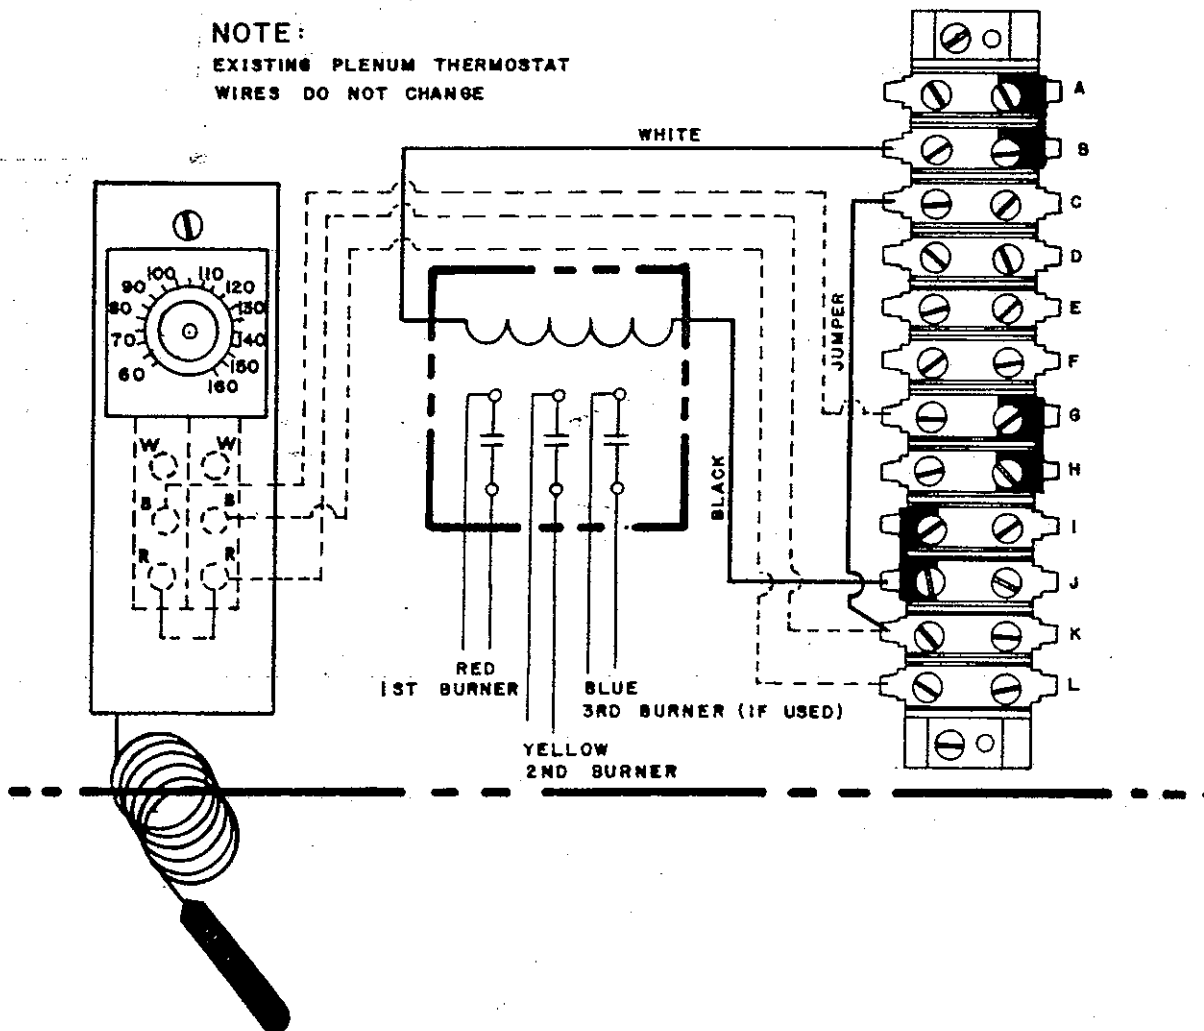 NOTE:
EXISTING PLENUM THERMOSTAT
WIRES DO NOT CHANGE
A
WHITE
B
C
D
E
JUMPER
F
G
H
BLACK
I
J
K
L
60
70
80
90
100
110
120
130
140
150
160
W W
B B
R R
RED
1ST BURNER
BLUE
3RD BURNER (IF USED)
YELLOW
2ND BURNER